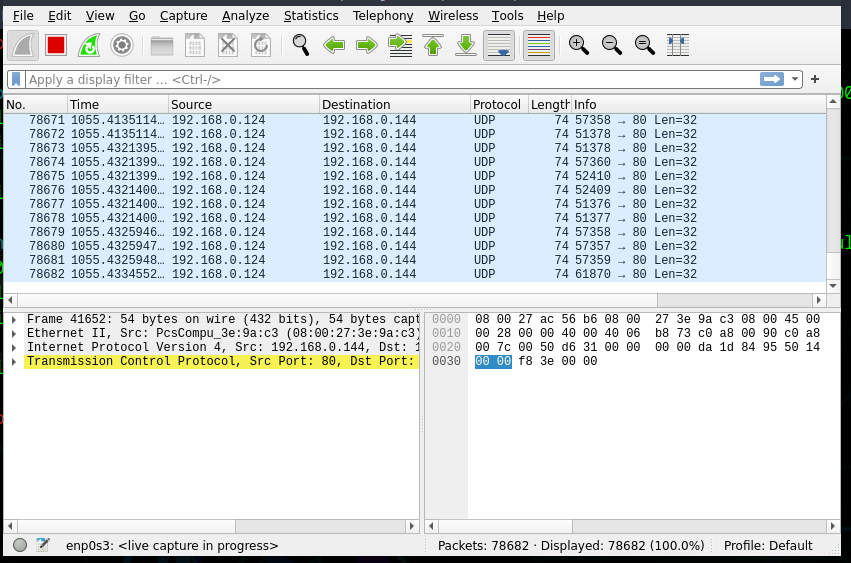 File Edit View Go Capture Analyze Statistics Telephony Wireless Tools Help
Apply a display filter … <Ctrl-/>
No. Time Source Destination Protocol Length Info
78671 1055.4135114… 192.168.0.124 192.168.0.144 UDP 74 57358 → 80 Len=32
78672 1055.4135114… 192.168.0.124 192.168.0.144 UDP 74 51378 → 80 Len=32
78673 1055.4321395… 192.168.0.124 192.168.0.144 UDP 74 51378 → 80 Len=32
78674 1055.4321399… 192.168.0.124 192.168.0.144 UDP 74 57360 → 80 Len=32
78675 1055.4321399… 192.168.0.124 192.168.0.144 UDP 74 52410 → 80 Len=32
78676 1055.4321400… 192.168.0.124 192.168.0.144 UDP 74 52409 → 80 Len=32
78677 1055.4321400… 192.168.0.124 192.168.0.144 UDP 74 51376 → 80 Len=32
78678 1055.4321400… 192.168.0.124 192.168.0.144 UDP 74 51377 → 80 Len=32
78679 1055.4325946… 192.168.0.124 192.168.0.144 UDP 74 57358 → 80 Len=32
78680 1055.4325947… 192.168.0.124 192.168.0.144 UDP 74 57357 → 80 Len=32
78681 1055.4325948… 192.168.0.124 192.168.0.144 UDP 74 57359 → 80 Len=32
78682 1055.4334552… 192.168.0.124 192.168.0.144 UDP 74 61870 → 80 Len=32
Frame 41652: 54 bytes on wire (432 bits), 54 bytes capt
Ethernet II, Src: PcsCompu_3e:9a:c3 (08:00:27:3e:9a:c3)
Internet Protocol Version 4, Src: 192.168.0.144, Dst: 1
Transmission Control Protocol, Src Port: 80, Dst Port:
0000 08 00 27 ac 56 b6 08 00 27 3e 9a c3 08 00 45 00
0010 00 28 00 00 40 00 40 06 b8 73 c0 a8 00 90 c0 a8
0020 00 7c 00 50 d6 31 00 00 00 00 da 1d 84 95 50 14
0030 00 00 f8 3e 00 00
enp0s3: <live capture in progress> Packets: 78682 · Displayed: 78682 (100.0%) Profile: Default